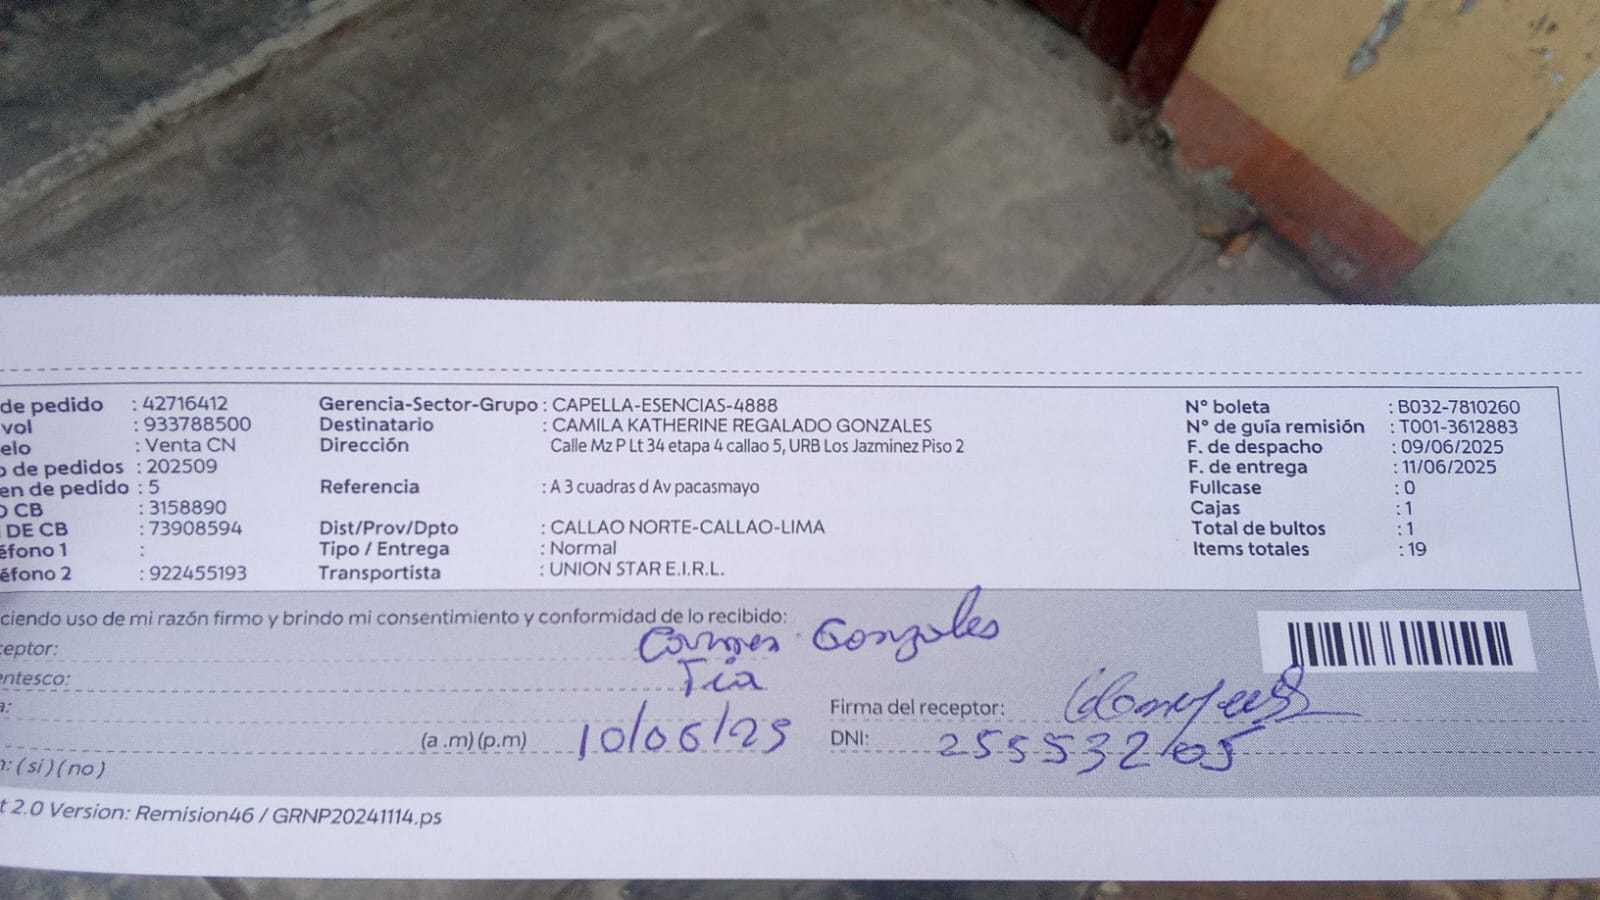 de pedido : 42716412 Gerencia-Sector-Grupo : CAPELLA-ESENCIAS-4888 N° boleta : B032-7810260
vol : 933788500 Destinatario : CAMILA KATHERINE REGALADO GONZALES N° de guía remisión : T001-3612883
elo : Venta CN Dirección Calle Mz P Lt 34 etapa 4 callao 5, URB Los Jazminez Piso 2 F. de despacho : 09/06/2025
o de pedidos : 202509 F. de entrega : 11/06/2025
en de pedido : 5 Referencia : A 3 cuadras d Av pacasmayo Fullcase : 0
O CB : 3158890 Cajas : 1
DE CB : 73908594 Dist/Prov/Dpto : CALLAO NORTE-CALLAO-LIMA Total de bultos : 1
éfono 1 : Tipo / Entrega : Normal Items totales : 19
éfono 2 : 922455193 Transportista : UNION STAR E.I.R.L.
ciendo uso de mi razón firmo y brindo mi consentimiento y conformidad de lo recibido:
ceptor: Carmen Gonzales
entesco: Tia
a: Firma del receptor:
(a .m) (p.m) 10/06/25 DNI: 25553205
n: (si) (no)
t 2.0 Version: Remision46 / GRNP20241114.ps